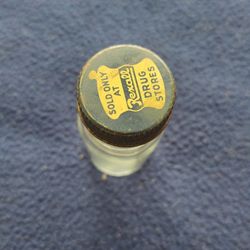 SOLD ONLY
AT
Rexall
DRUG
STORES